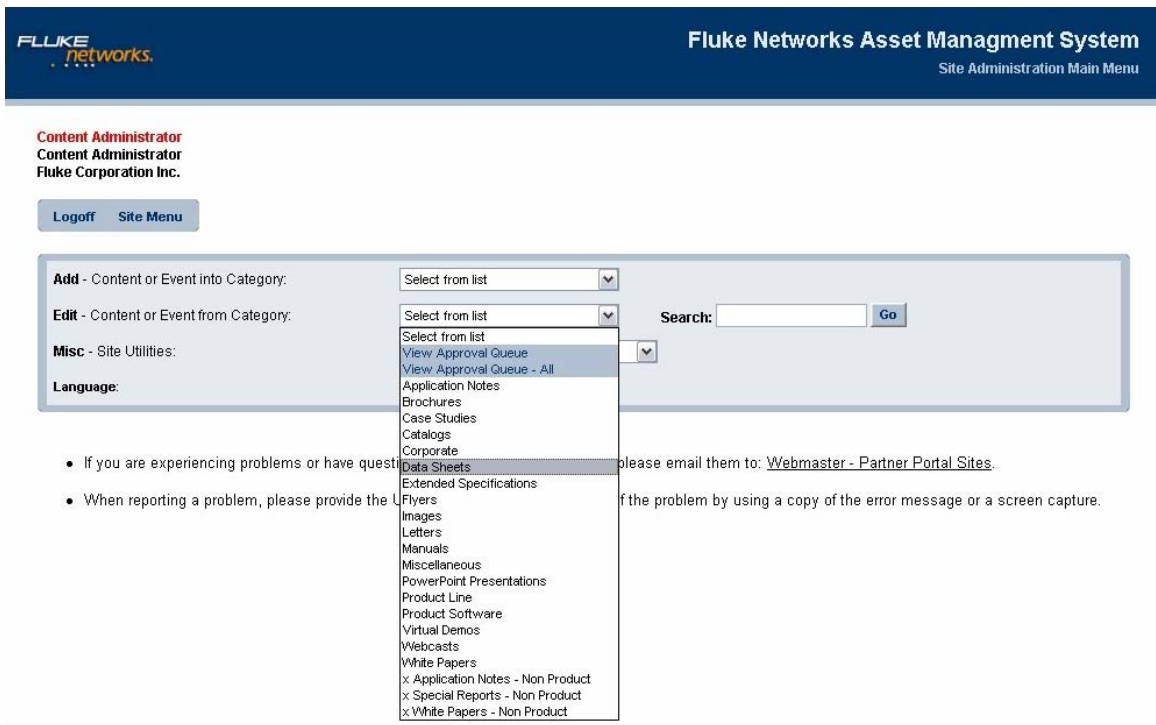 FLUKE
networks.
Fluke Networks Asset Managment System
Site Administration Main Menu
Content Administrator
Content Administrator
Fluke Corporation Inc.
Logoff Site Menu
Add - Content or Event into Category: Select from list
Edit - Content or Event from Category: Select from list Search: Go
Misc - Site Utilities:
Language:
Select from list
View Approval Queue
View Approval Queue - All
Application Notes
Brochures
Case Studies
Catalogs
Corporate
Data Sheets
Extended Specifications
Flyers
Images
Letters
Manuals
Miscellaneous
PowerPoint Presentations
Product Line
Product Software
Virtual Demos
Webcasts
White Papers
x Application Notes - Non Product
x Special Reports - Non Product
x White Papers - Non Product
• If you are experiencing problems or have please email them to: Webmaster - Partner Portal Sites.
• When reporting a problem, please provide the of the problem by using a copy of the error message or a screen capture.